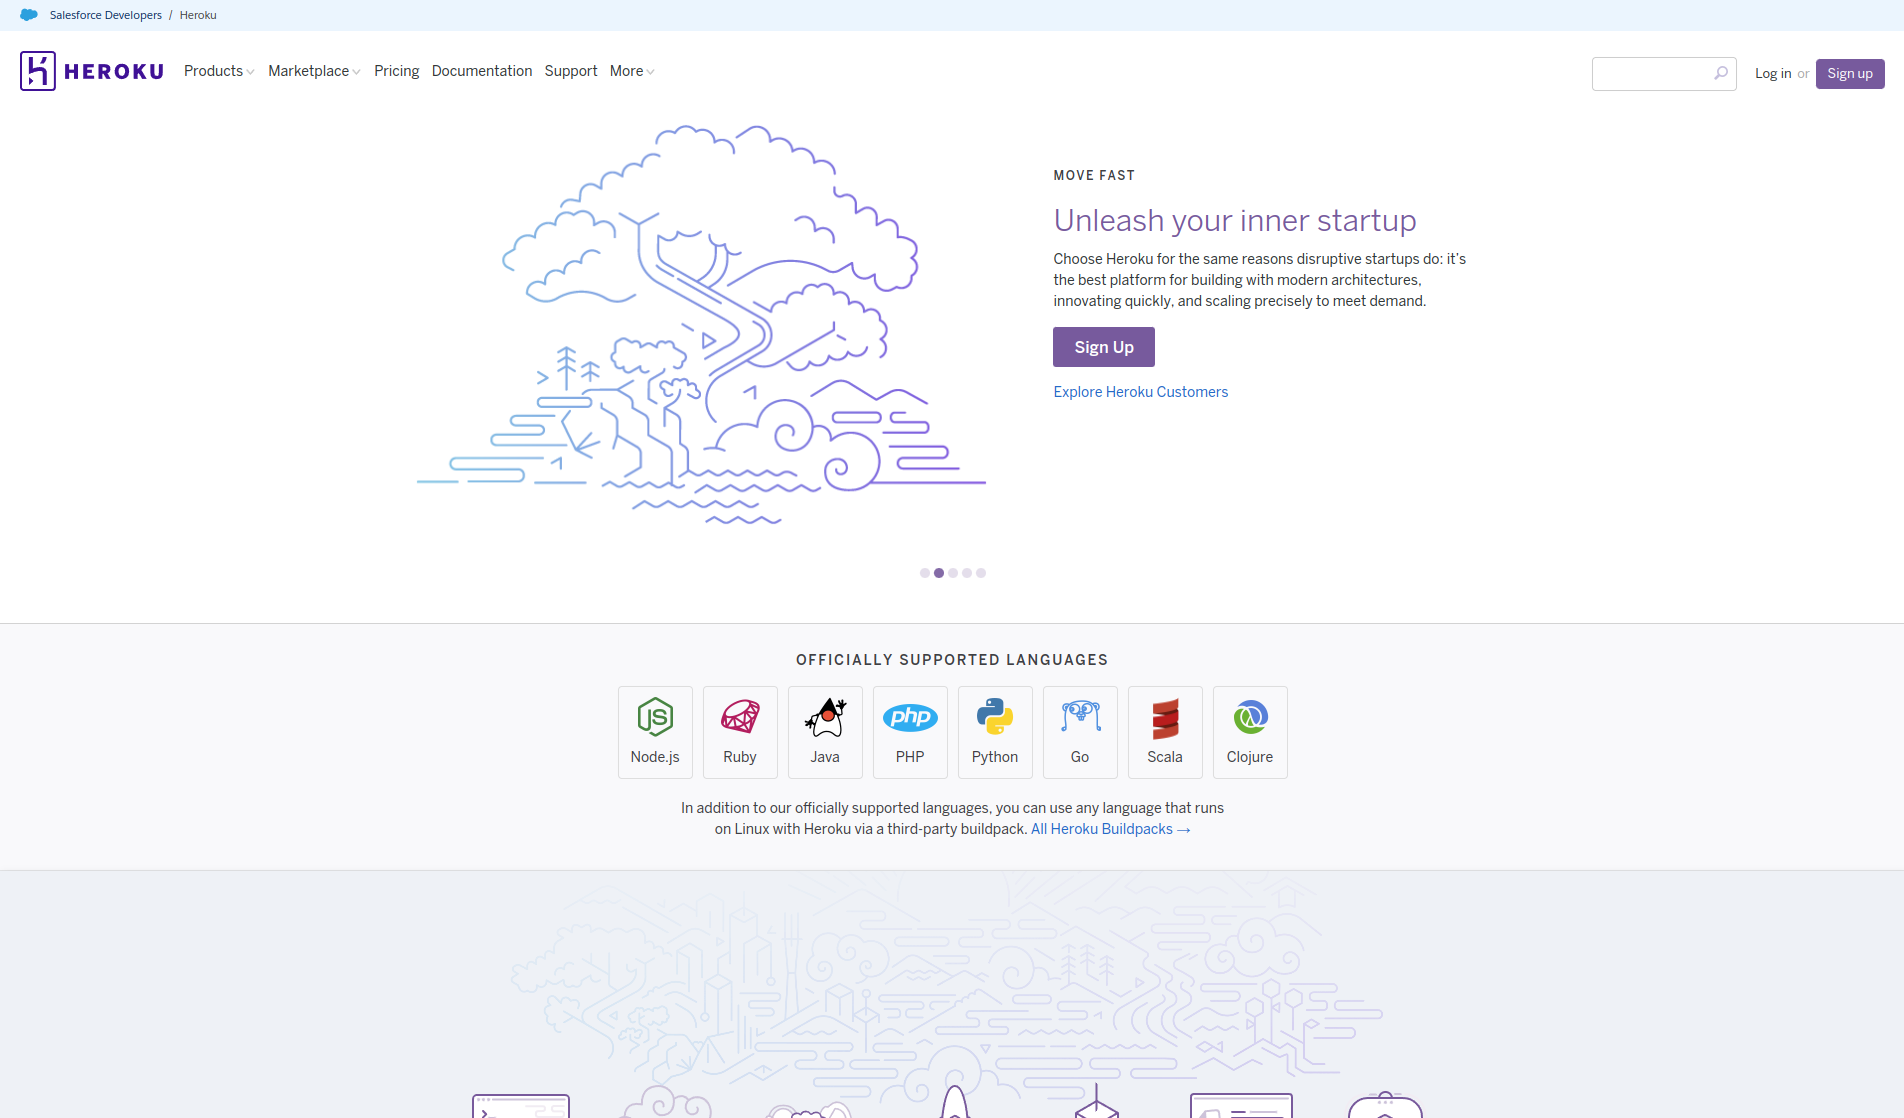 Salesforce Developers / Heroku
HEROKU Products Marketplace Pricing Documentation Support More Log in or Sign up
MOVE FAST
Unleash your inner startup
Choose Heroku for the same reasons disruptive startups do: it's
the best platform for building with modern architectures,
innovating quickly, and scaling precisely to meet demand.
Sign Up
Explore Heroku Customers
OFFICIALLY SUPPORTED LANGUAGES
JS php
Node.js Ruby Java PHP Python Go Scala Clojure
In addition to our officially supported languages, you can use any language that runs
on Linux with Heroku via a third-party buildpack. All Heroku Buildpacks →